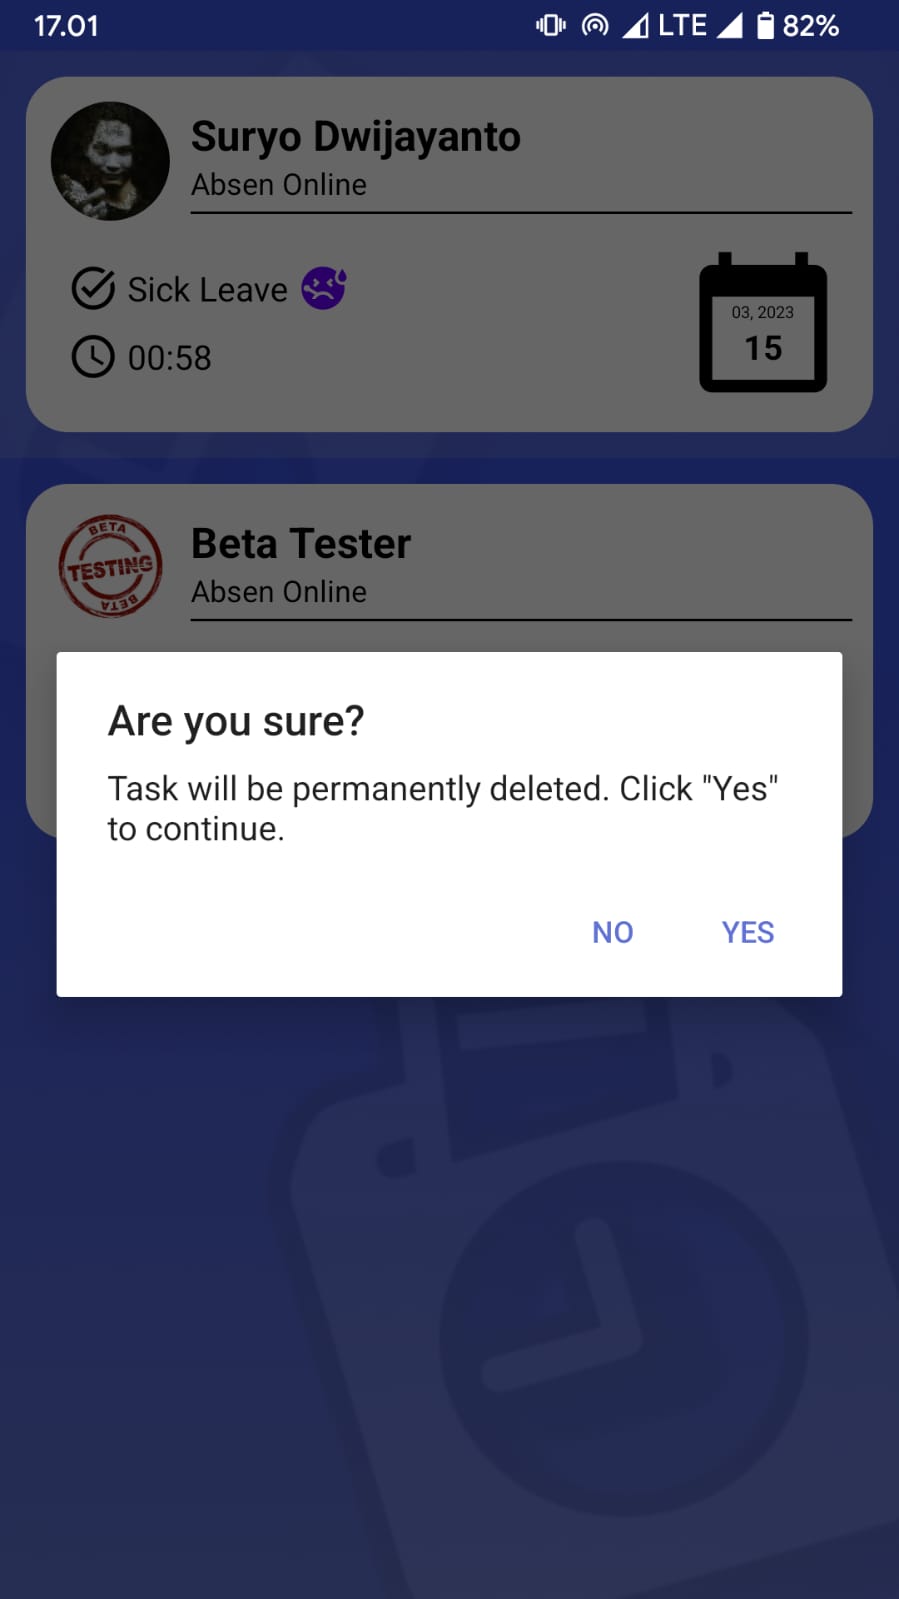 17.01
LTE 82%
Suryo Dwijayanto
Absen Online
Sick Leave
03, 2023
15
00:58
BETA
TESTING
BETA
Beta Tester
Absen Online
Are you sure?
Task will be permanently deleted. Click "Yes"
to continue.
NO YES